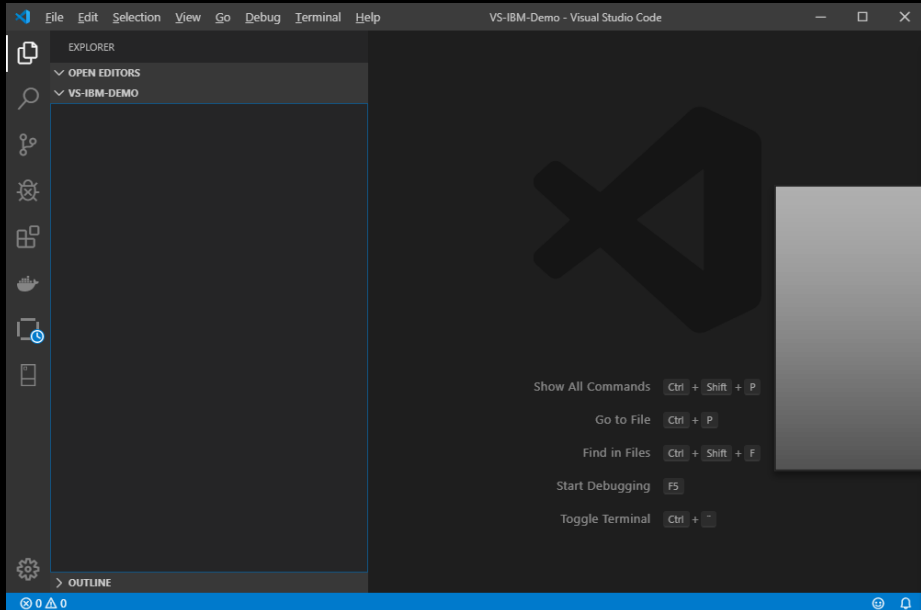 File Edit Selection View Go Debug Terminal Help VS-IBM-Demo - Visual Studio Code
EXPLORER
OPEN EDITORS
VS-IBM-DEMO
Show All Commands Ctrl + Shift + P
Go to File Ctrl + P
Find in Files Ctrl + Shift + F
Start Debugging F5
Toggle Terminal Ctrl + ¨
OUTLINE
0 0